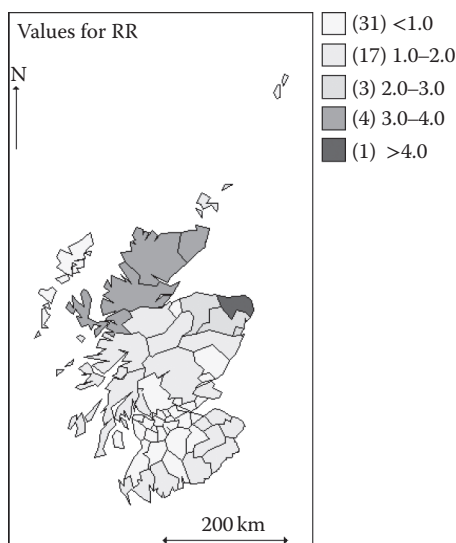 Values for RR
N
200 km
(31) <1.0
(17) 1.0–2.0
(3) 2.0–3.0
(4) 3.0–4.0
(1) >4.0